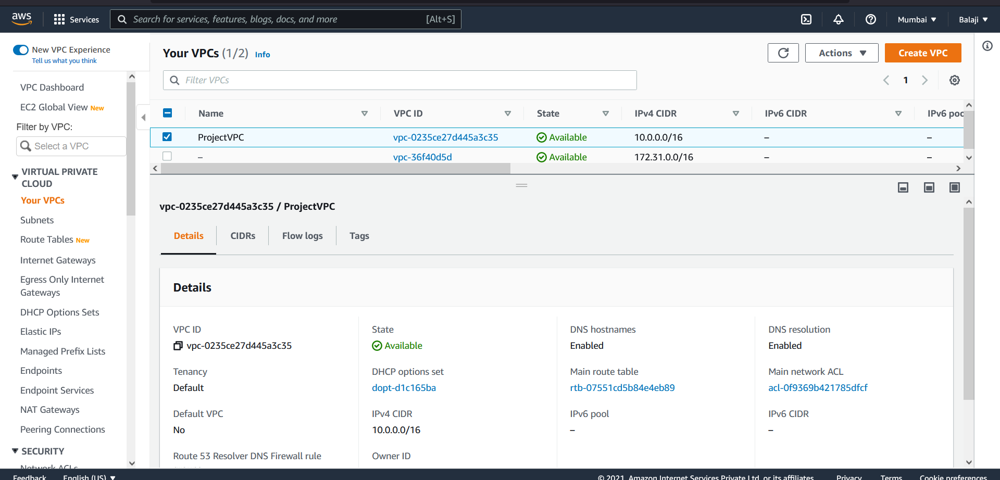 aws
Services
Search for services, features, blogs, docs, and more
[Alt+S]
Mumbai
Balaji
New VPC Experience
Tell us what you think
VPC Dashboard
EC2 Global View New
Filter by VPC:
Select a VPC
VIRTUAL PRIVATE
CLOUD
Your VPCs
Subnets
Route Tables New
Internet Gateways
Egress Only Internet
Gateways
DHCP Options Sets
Elastic IPs
Managed Prefix Lists
Endpoints
Endpoint Services
NAT Gateways
Peering Connections
SECURITY
Network ACLs
Your VPCs (1/2) Info
Actions
Create VPC
Filter VPCs
1
Name VPC ID State IPv4 CIDR IPv6 CIDR IPv6 poo
ProjectVPC vpc-0235ce27d445a3c35 Available 10.0.0.0/16 – –
– vpc-36f40d5d Available 172.31.0.0/16 – –
vpc-0235ce27d445a3c35 / ProjectVPC
Details CIDRs Flow logs Tags
Details
VPC ID State DNS hostnames DNS resolution
vpc-0235ce27d445a3c35 Available Enabled Enabled
Tenancy DHCP options set Main route table Main network ACL
Default dopt-d1c165ba rtb-07551cd5b84e4eb89 acl-0f9369b421785dfcf
Default VPC IPv4 CIDR IPv6 pool IPv6 CIDR
No 10.0.0.0/16 – –
Route 53 Resolver DNS Firewall rule Owner ID
Feedback English (US) © 2021, Amazon Internet Services Private Ltd. or its affiliates. Privacy Terms Cookie preferences